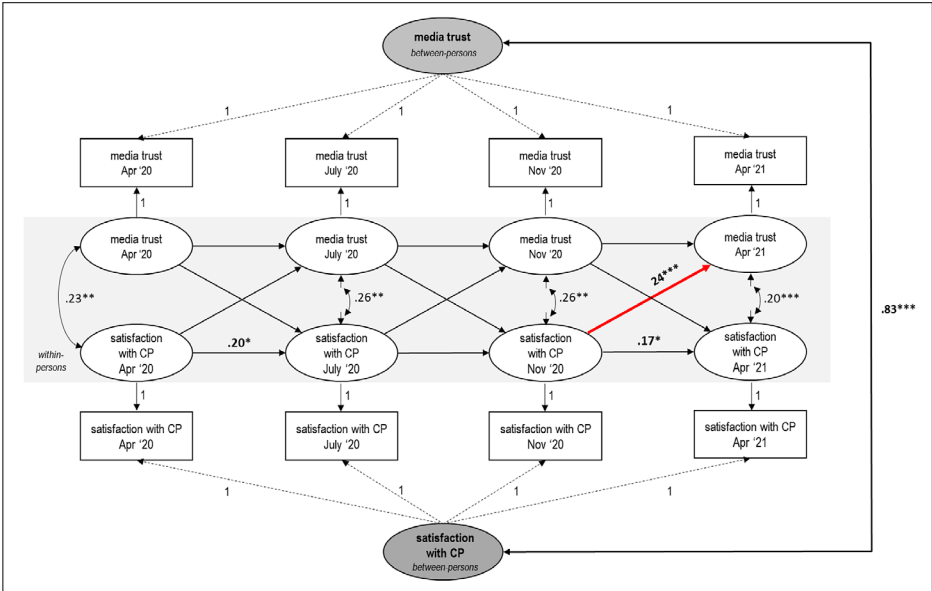 media trust
between-persons
1
1
1
1
media trust
Apr '20
media trust
July '20
media trust
Nov '20
media trust
Apr '21
1
1
1
1
media trust
Apr '20
media trust
July '20
media trust
Nov '20
media trust
Apr '21
.23**
.26**
.26**
24***
.20***
.83***
within-
persons
satisfaction
with CP
Apr '20
.20*
satisfaction
with CP
July '20
satisfaction
with CP
Nov '20
.17*
satisfaction
with CP
Apr '21
1
1
1
1
satisfaction with CP
Apr '20
satisfaction with CP
July '20
satisfaction with CP
Nov '20
satisfaction with CP
Apr '21
1
1
1
1
satisfaction
with CP
between-persons